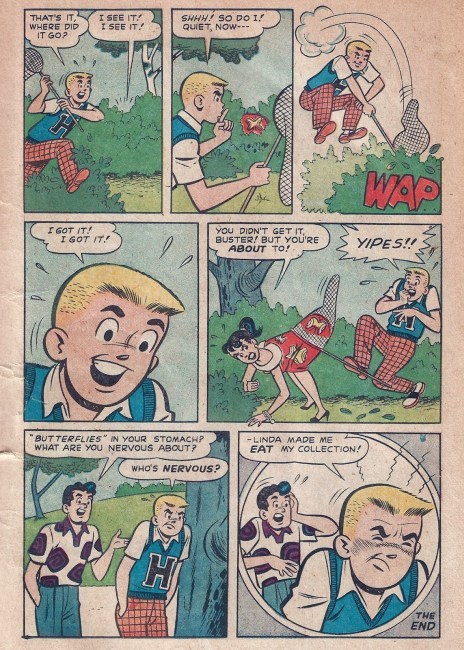 THAT'S IT,
WHERE DID
IT GO?
I SEE IT!
I SEE IT!
H
SHHH! SO DO I!
QUIET, NOW---
WAP
I GOT IT!
I GOT IT!
YOU DIDN'T GET IT,
BUSTER! BUT YOU'RE
ABOUT TO!
YIPES!!
H
"BUTTERFLIES" IN YOUR STOMACH?
WHAT ARE YOU NERVOUS ABOUT?
WHO'S NERVOUS?
H
-LINDA MADE ME
EAT MY COLLECTION!
THE
END